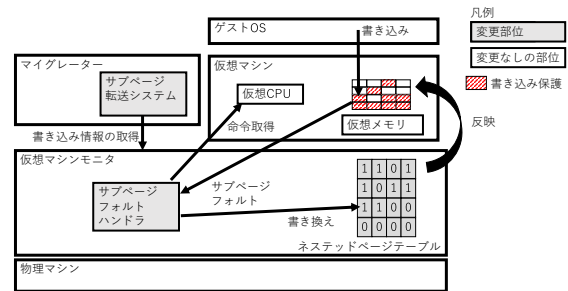 ゲストOS
書き込み
凡例
変更部位
変更なしの部位
書き込み保護
マイグレーター
サブページ
転送システム
仮想マシン
仮想CPU
仮想メモリ
命令取得
反映
書き込み情報の取得
仮想マシンモニタ
サブページ
フォルト
ハンドラ
サブページ
フォルト
書き換え
1 1 0 1
1 0 1 1
1 1 0 0
0 0 0 0
ネステッドページテーブル
物理マシン